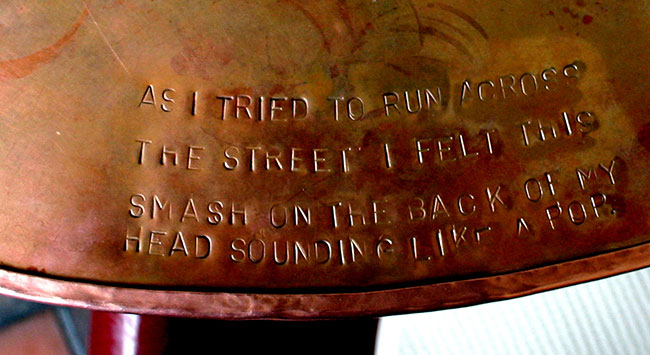 AS I TRIED TO RUN ACROSS
THE STREET I FELT THIS
SMASH ON THE BACK OF MY
HEAD SOUNDING LIKE A POP.